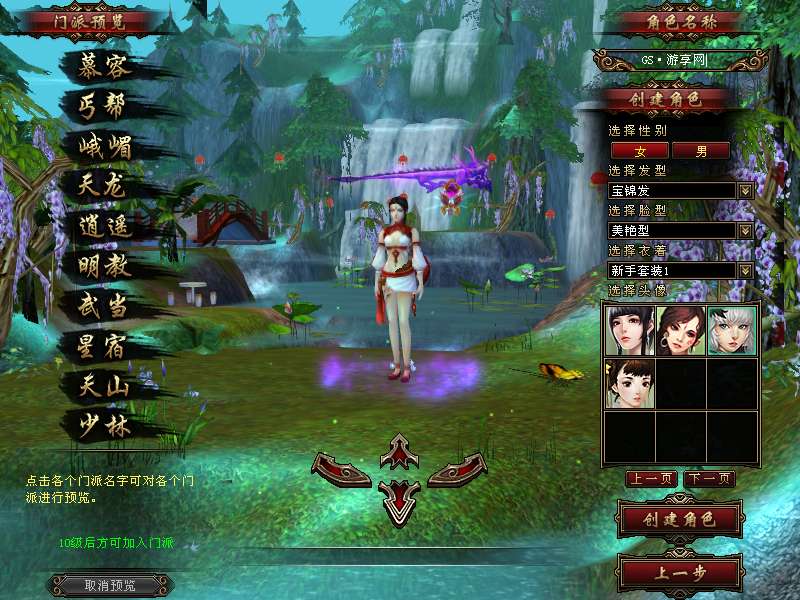 门派预览
慕容
丐帮
峨嵋
天龙
逍遥
明教
武当
星宿
天山
少林
点击各个门派名字可对各个门
派进行预览。
10级后方可加入门派
取消预览
角色名称
GS·游享网
创建角色
选择性别
女 男
选择发型
宝锦发
选择脸型
美艳型
选择衣着
新手套装1
选择头像
上一页 下一页
创建角色
上一步